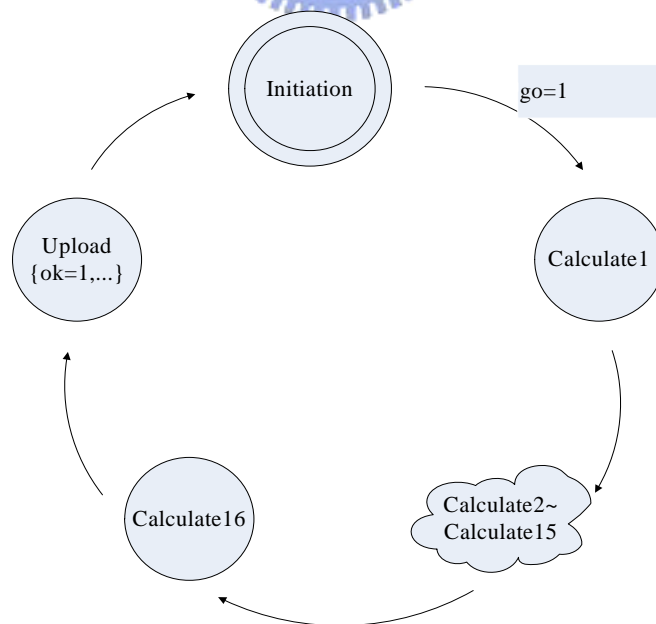 Initiation
go=1
Calculate1
Calculate2~
Calculate15
Calculate16
Upload
{ok=1,...}